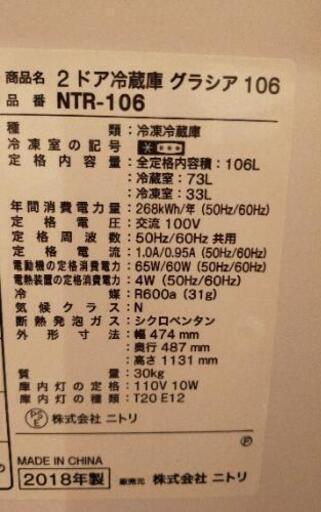 商品名 2ドア冷蔵庫 グラシア 106
品番 NTR-106
種類:冷凍冷蔵庫
冷凍室の記号:
定格内容積:全定格内容積:106L
冷蔵室:73L
冷凍室:33L
年間消費電力量:268kWh/年 (50Hz/60Hz)
定格電圧:交流 100V
定格周波数:50Hz/60Hz 共用
定格電流:1.0A/0.95A (50Hz/60Hz)
電動機の定格消費電力:65W/60W (50Hz/60Hz)
電熱装置の定格消費電力:4W (50Hz/60Hz)
冷媒:R600a (31g)
気候クラス:N
断熱発泡ガス:シクロペンタン
外形寸法:幅 474 mm
奥行 487 mm
高さ 1131 mm
質量:30kg
庫内灯の定格:110V 10W
庫内灯の形名:T20 E12
PSE 株式会社 ニトリ
MADE IN CHINA
2018年製 販売元 株式会社 ニトリ
の